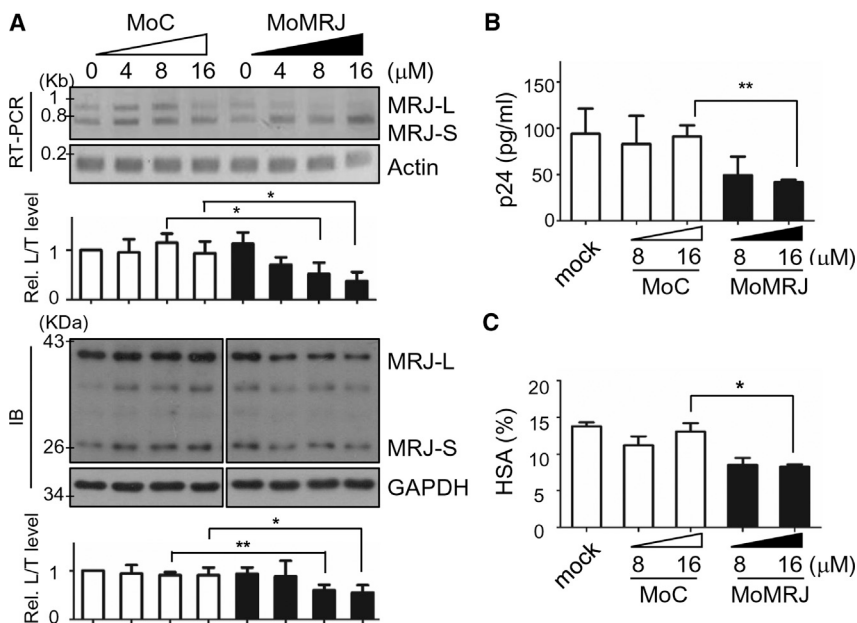 A
MoC MoMRJ
0 4 8 16 0 4 8 16 (μM)
(Kb)
RT-PCR
1
0.8
0.2
MRJ-L
MRJ-S
Actin
Rel. L/T level
1
0
*
*
(KDa)
IB
43
26
34
MRJ-L
MRJ-S
GAPDH
Rel. L/T level
1
0
*
**
B
p24 (pg/ml)
150
100
50
0
**
mock 8 16 8 16 (μM)
MoC MoMRJ
C
HSA (%)
20
15
10
5
0
*
mock 8 16 8 16 (μM)
MoC MoMRJ